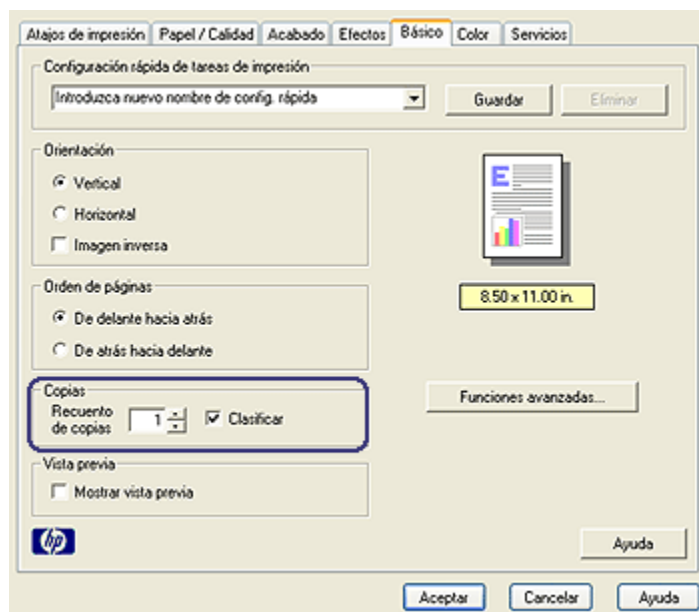 Atajos de impresión Papel / Calidad Acabado Efectos Básico Color Servicios
Configuración rápida de tareas de impresión
Introduzca nuevo nombre de config. rápida Guardar Eliminar
Orientación
Vertical
Horizontal
Imagen inversa
E
8.50 x 11.00 in.
Orden de páginas
De delante hacia atrás
De atrás hacia delante
Copias
Recuento
de copias 1 Clasificar
Funciones avanzadas...
Vista previa
Mostrar vista previa
hp Ayuda
Aceptar Cancelar Ayuda